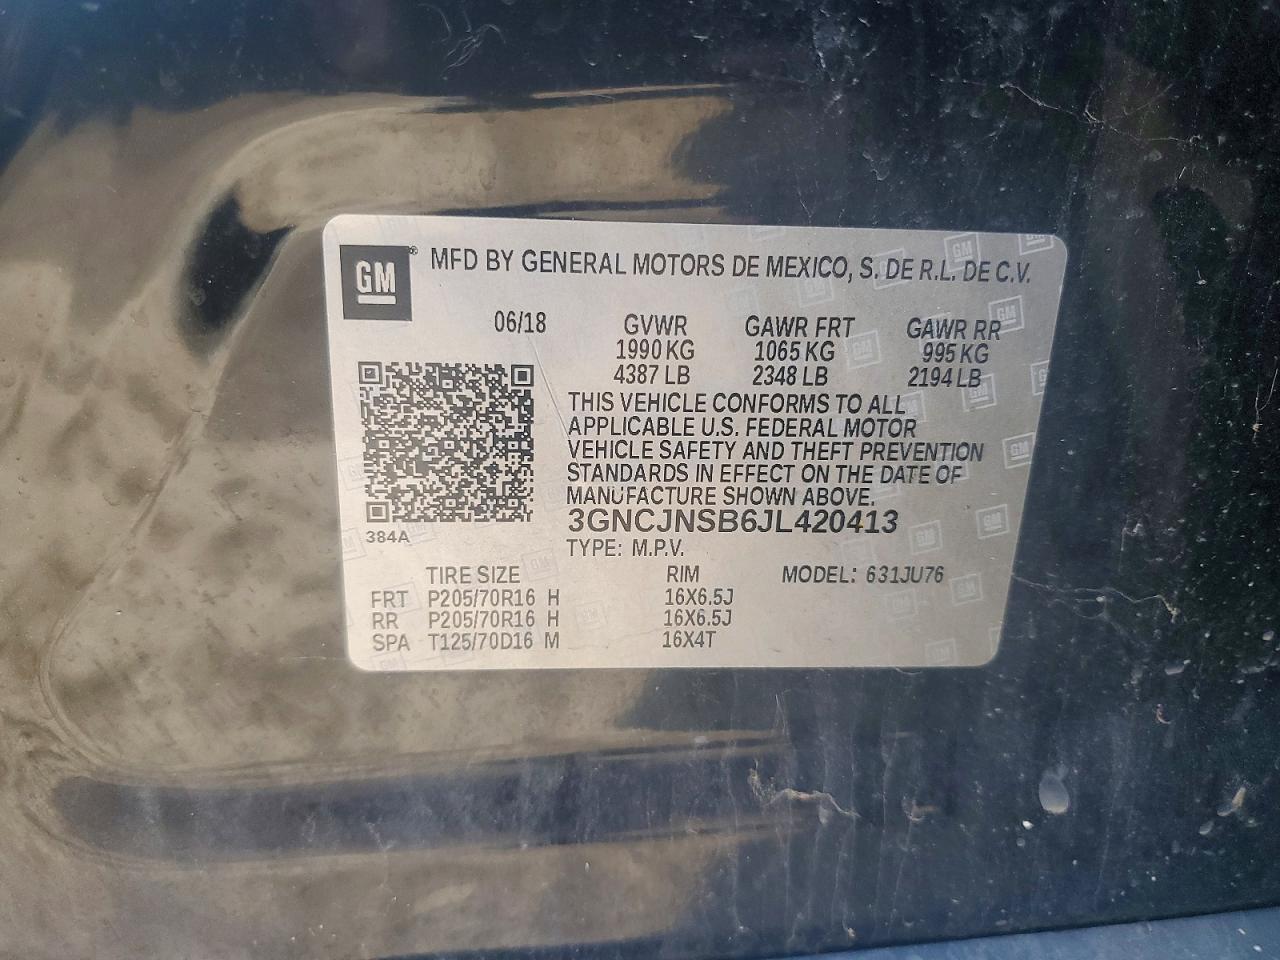 GM ® MFD BY GENERAL MOTORS DE MEXICO, S. DE R.L. DE C.V.
06/18 GVWR GAWR FRT GAWR RR
1990 KG 1065 KG 995 KG
4387 LB 2348 LB 2194 LB
THIS VEHICLE CONFORMS TO ALL
APPLICABLE U.S. FEDERAL MOTOR
VEHICLE SAFETY AND THEFT PREVENTION
STANDARDS IN EFFECT ON THE DATE OF
MANUFACTURE SHOWN ABOVE.
3GNCJNSB6JL420413
384A
TYPE: M.P.V.
TIRE SIZE RIM MODEL: 631JU76
FRT P205/70R16 H 16X6.5J
RR P205/70R16 H 16X6.5J
SPA T125/70D16 M 16X4T